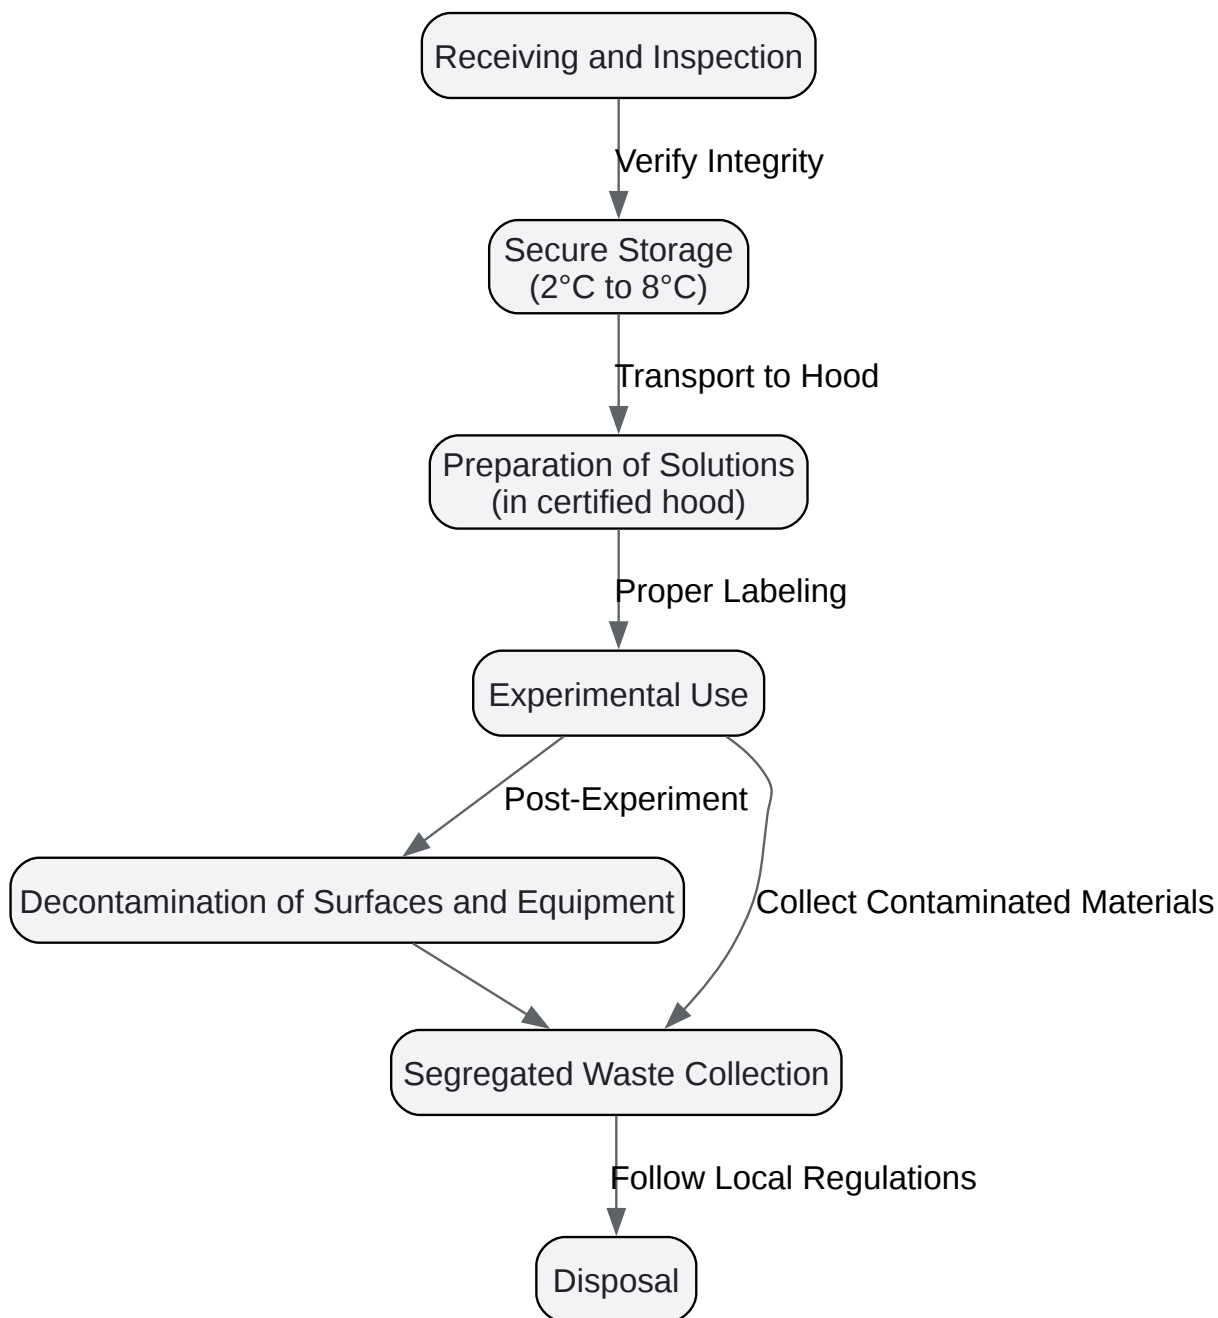 Receiving and Inspection
Verify Integrity
Secure Storage
(2°C to 8°C)
Transport to Hood
Preparation of Solutions
(in certified hood)
Proper Labeling
Experimental Use
Post-Experiment
Decontamination of Surfaces and Equipment
Collect Contaminated Materials
Segregated Waste Collection
Follow Local Regulations
Disposal